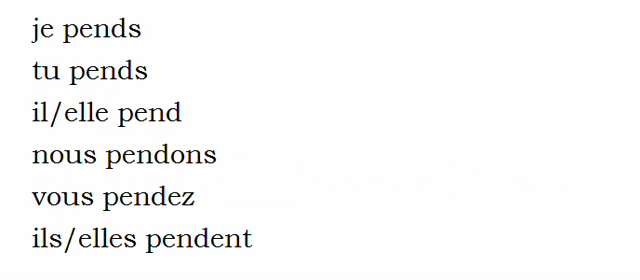 je pends
tu pends
il/elle pend
nous pendons
vous pendez
ils/elles pendent